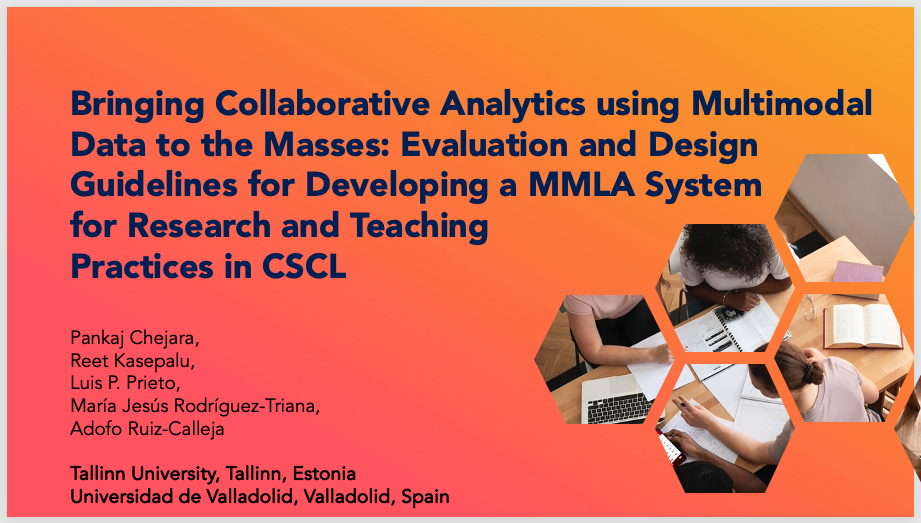 Bringing Collaborative Analytics using Multimodal
Data to the Masses: Evaluation and Design
Guidelines for Developing a MMLA System
for Research and Teaching
Practices in CSCL
Pankaj Chejara,
Reet Kasepalu,
Luis P. Prieto,
María Jesús Rodríguez-Triana,
Adofo Ruiz-Calleja
Tallinn University, Tallinn, Estonia
Universidad de Valladolid, Valladolid, Spain